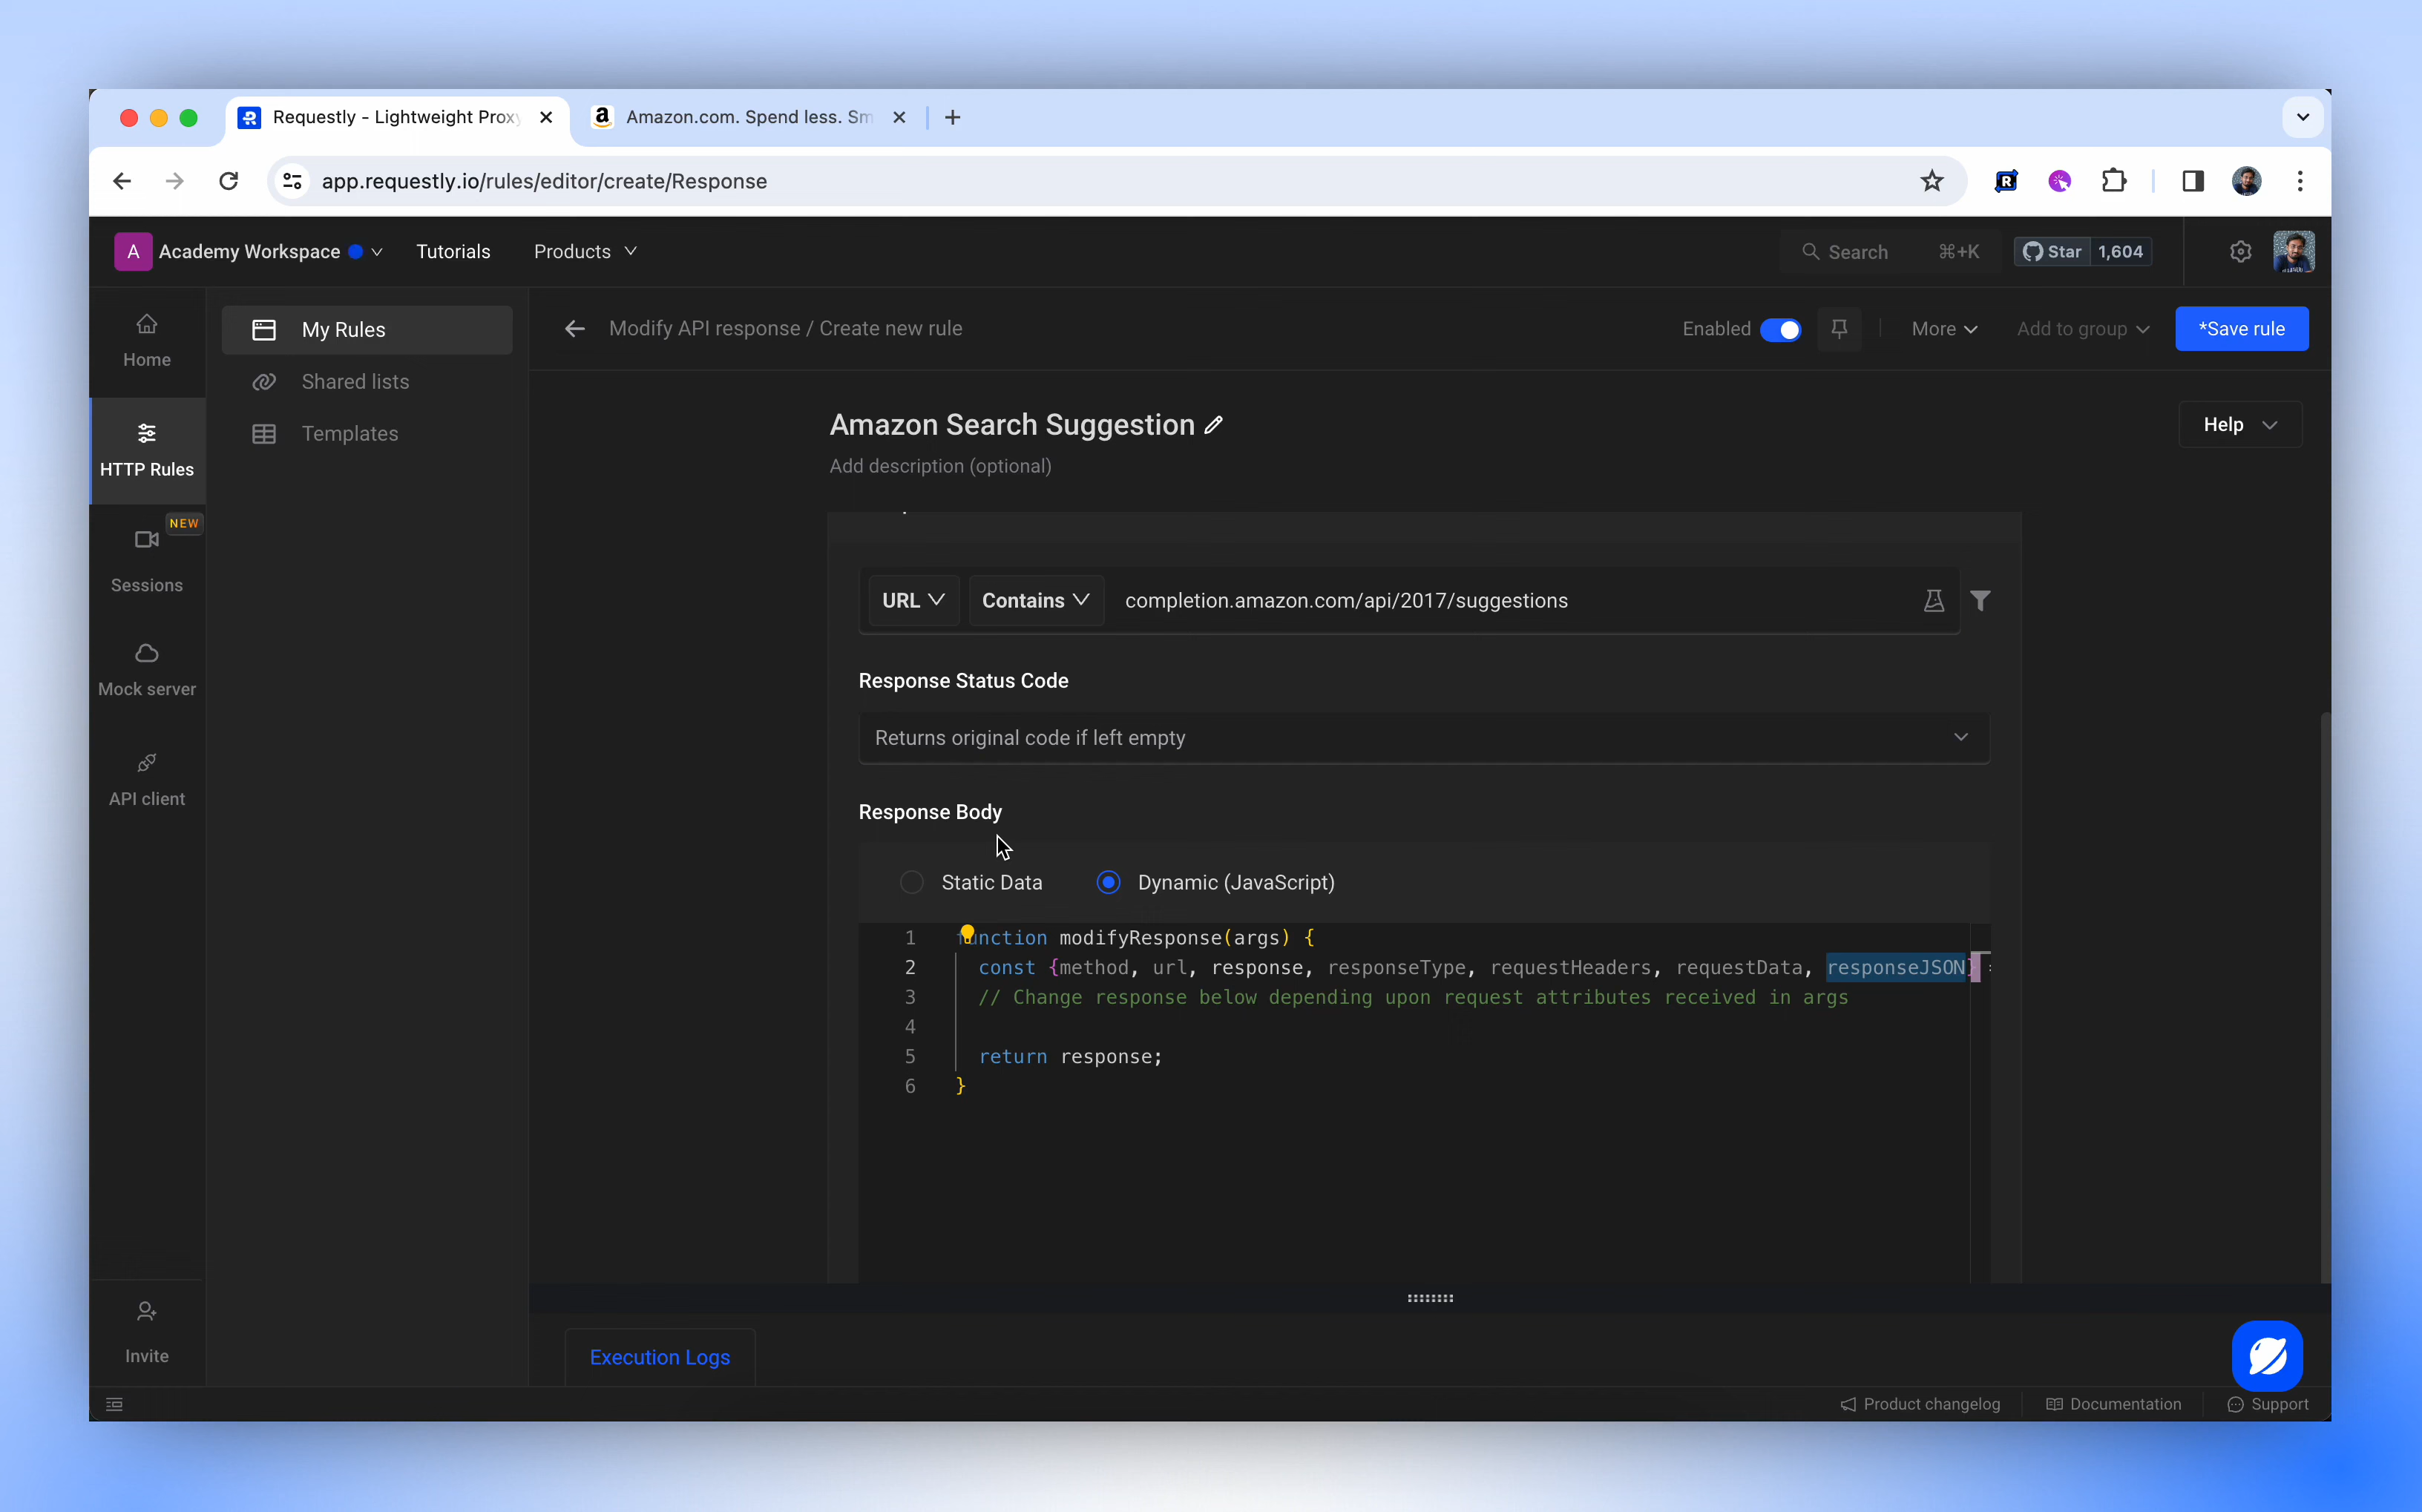 Requestly - Lightweight Proxy
Amazon.com. Spend less. Sm
app.requestly.io/rules/editor/create/Response
A Academy Workspace
Tutorials
Products
Search ⌘+K
Star 1,604
Home
HTTP Rules
NEW
Sessions
Mock server
API client
Invite
My Rules
Shared lists
Templates
Modify API response / Create new rule
Enabled
More
Add to group
*Save rule
Amazon Search Suggestion
Add description (optional)
Help
URL Contains completion.amazon.com/api/2017/suggestions
Response Status Code
Returns original code if left empty
Response Body
Static Data
Dynamic (JavaScript)
1 function modifyResponse(args) {
2 const {method, url, response, responseType, requestHeaders, requestData, responseJSON}
3 // Change response below depending upon request attributes received in args
4
5 return response;
6 }
Execution Logs
Product changelog
Documentation
Support